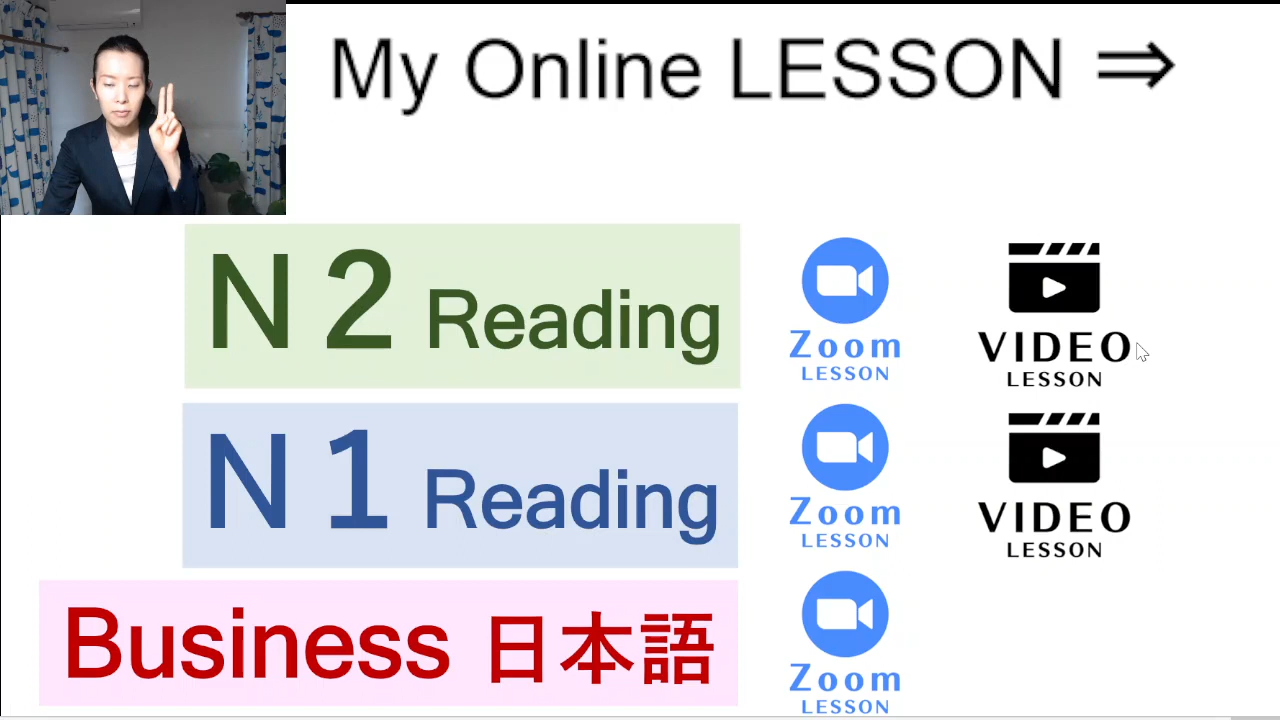 My Online LESSON ⇒
N2 Reading
Zoom
LESSON
VIDEO
LESSON
N1 Reading
Zoom
LESSON
VIDEO
LESSON
Business 日本語
Zoom
LESSON